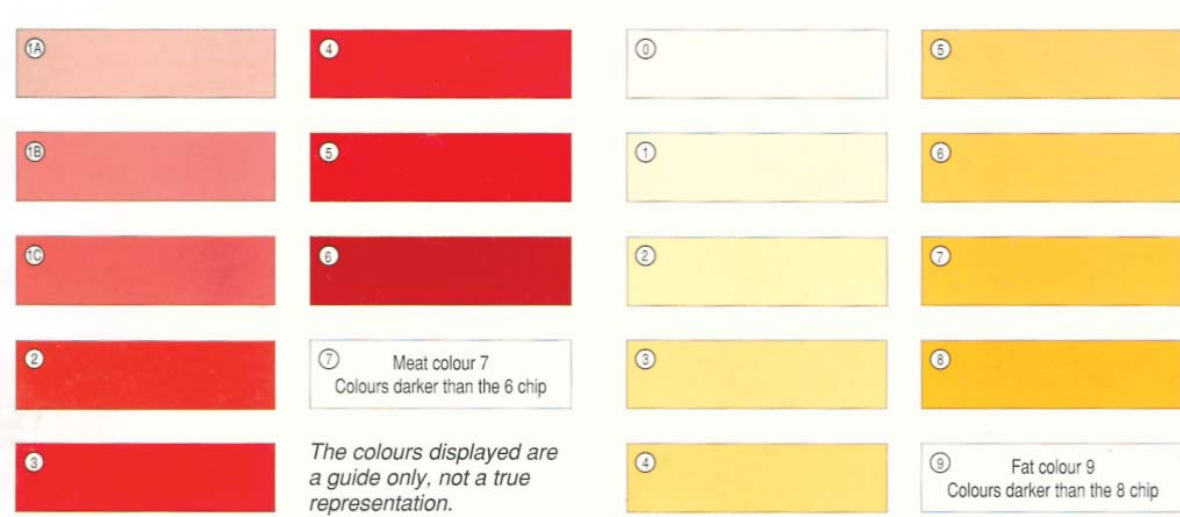 1A
1B
1C
2
3
4
5
6
7
Meat colour 7
Colours darker than the 6 chip
The colours displayed are
a guide only, not a true
representation.
0
1
2
3
4
5
6
7
8
9
Fat colour 9
Colours darker than the 8 chip